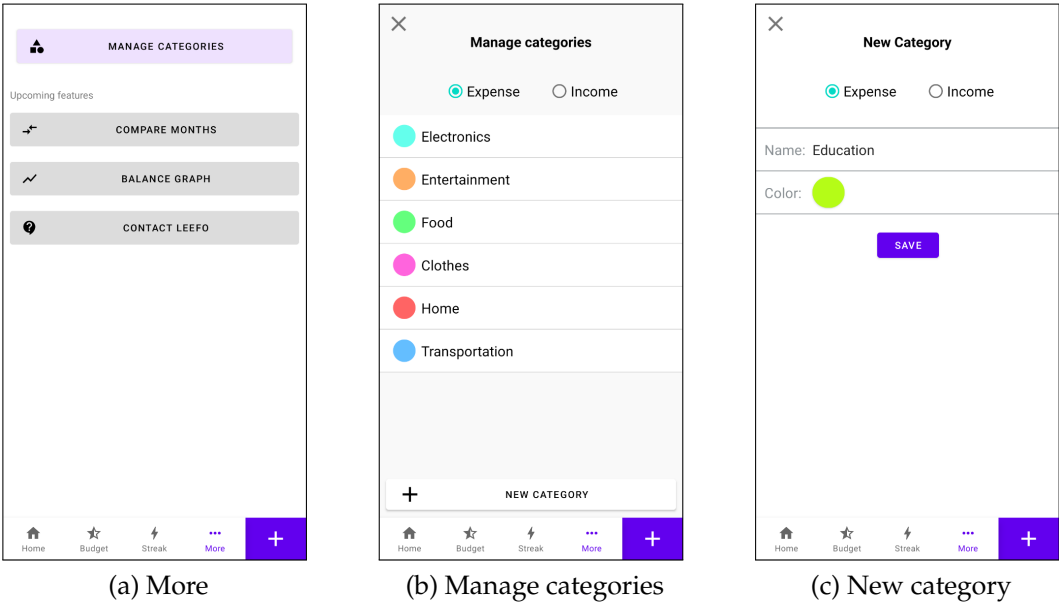 MANAGE CATEGORIES
Upcoming features
COMPARE MONTHS
BALANCE GRAPH
CONTACT LEEFO
Home Budget Streak More
(a) More
Manage categories
Expense Income
Electronics
Entertainment
Food
Clothes
Home
Transportation
NEW CATEGORY
Home Budget Streak More
(b) Manage categories
New Category
Expense Income
Name: Education
Color:
SAVE
Home Budget Streak More
(c) New category